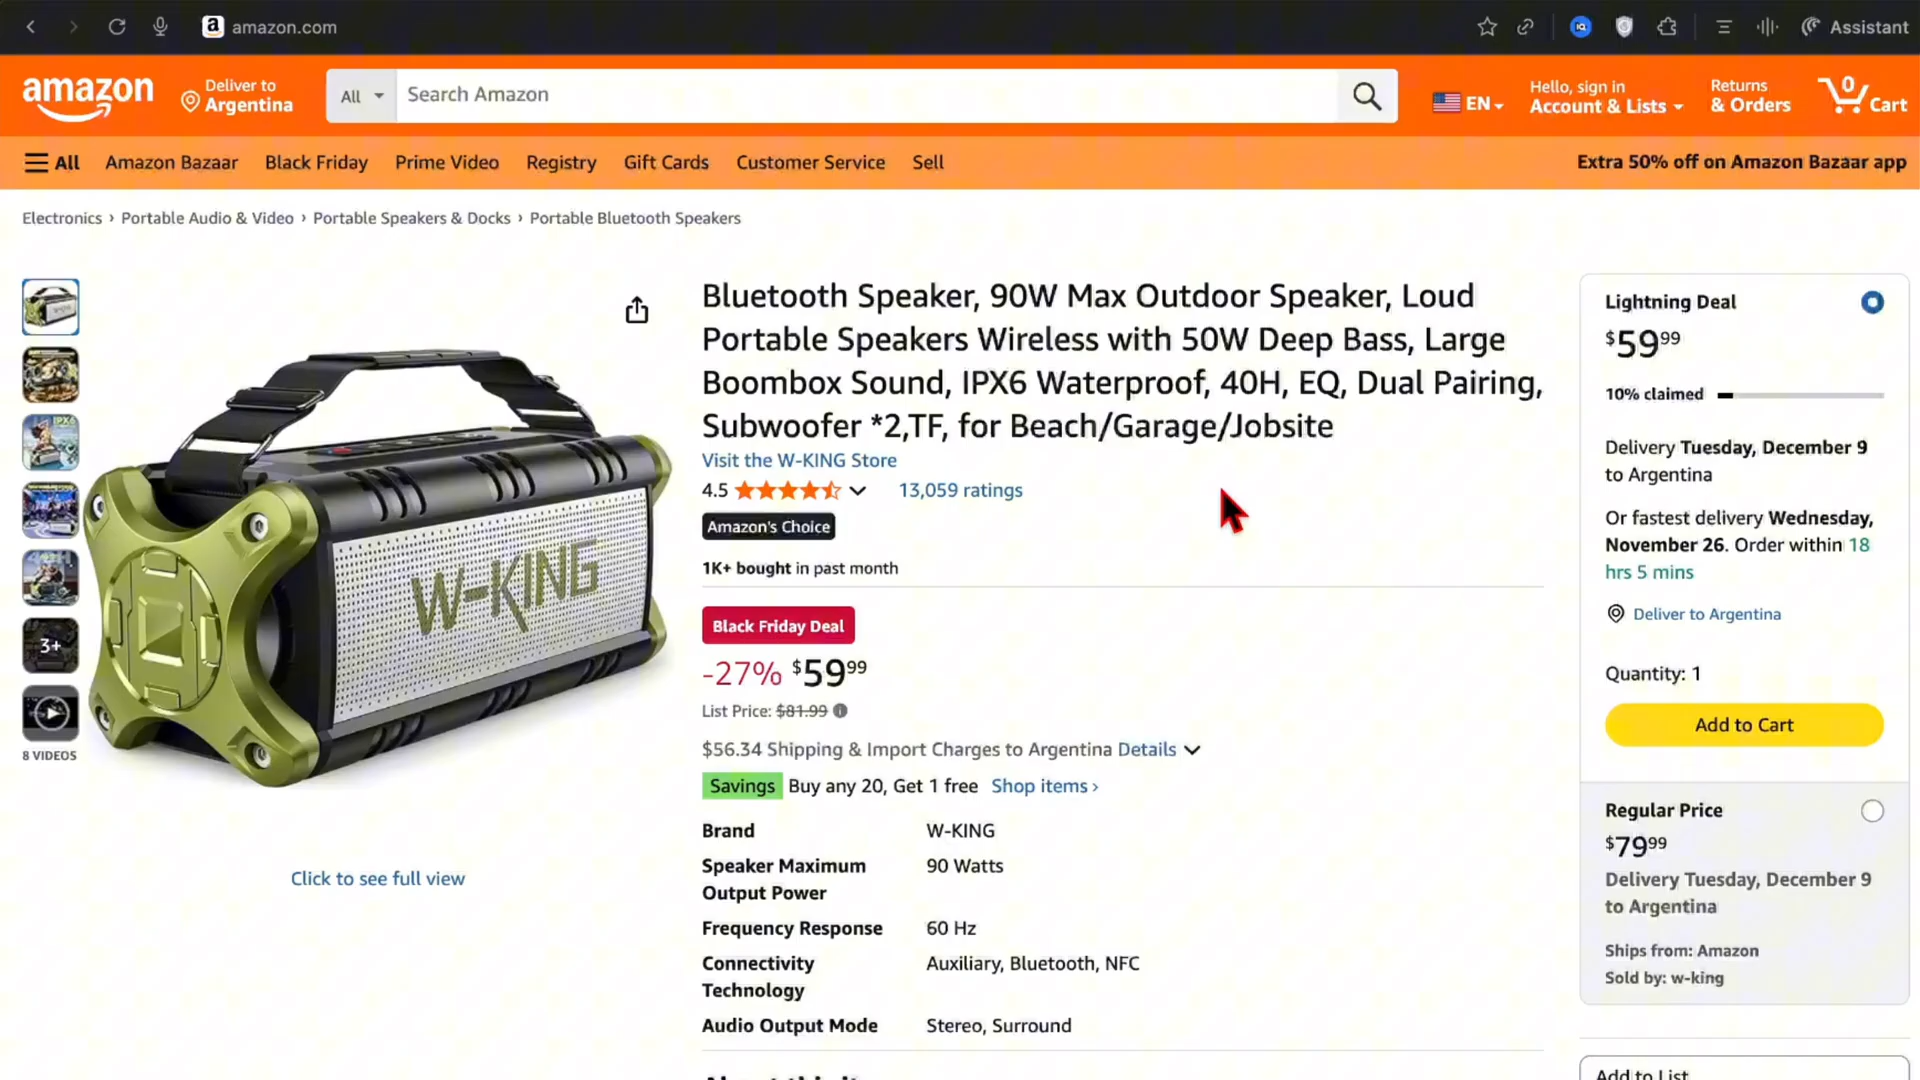 amazon.com
Assistant
amazon
Deliver to
Argentina
All
Search Amazon
EN
Hello, sign in
Account & Lists
Returns
& Orders
0
Cart
All
Amazon Bazaar
Black Friday
Prime Video
Registry
Gift Cards
Customer Service
Sell
Extra 50% off on Amazon Bazaar app
Electronics › Portable Audio & Video › Portable Speakers & Docks › Portable Bluetooth Speakers
IPX6
3+
8 VIDEOS
W-KING
Click to see full view
Bluetooth Speaker, 90W Max Outdoor Speaker, Loud
Portable Speakers Wireless with 50W Deep Bass, Large
Boombox Sound, IPX6 Waterproof, 40H, EQ, Dual Pairing,
Subwoofer *2,TF, for Beach/Garage/Jobsite
Visit the W-KING Store
4.5
13,059 ratings
Amazon's Choice
1K+ bought in past month
Black Friday Deal
-27% $59 99
List Price: $81.99
$56.34 Shipping & Import Charges to Argentina Details
Savings Buy any 20, Get 1 free Shop items ›
Brand W-KING
Speaker Maximum 90 Watts
Output Power
Frequency Response 60 Hz
Connectivity Auxiliary, Bluetooth, NFC
Technology
Audio Output Mode Stereo, Surround
Lightning Deal
$59 99
10% claimed
Delivery Tuesday, December 9
to Argentina
Or fastest delivery Wednesday,
November 26. Order within 18
hrs 5 mins
Deliver to Argentina
Quantity: 1
Add to Cart
Regular Price
$79 99
Delivery Tuesday, December 9
to Argentina
Ships from: Amazon
Sold by: w-king
Add to List